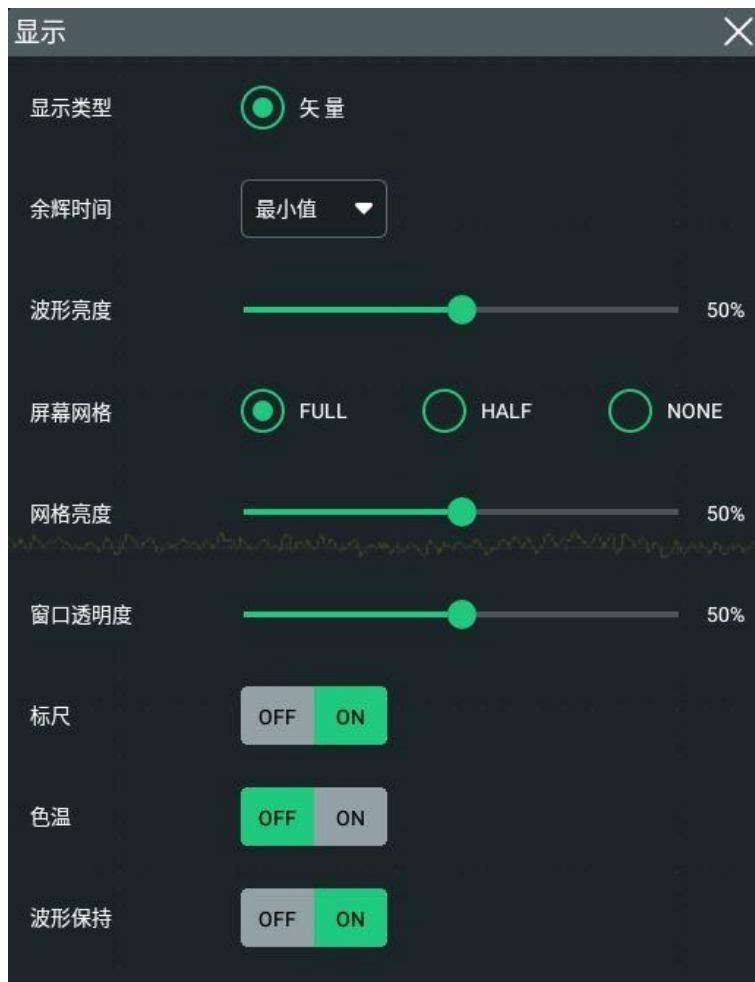 显示
显示类型 矢量
余辉时间 最小值
波形亮度 50%
屏幕网格 FULL HALF NONE
网格亮度 50%
窗口透明度 50%
标尺 OFF ON
色温 OFF ON
波形保持 OFF ON